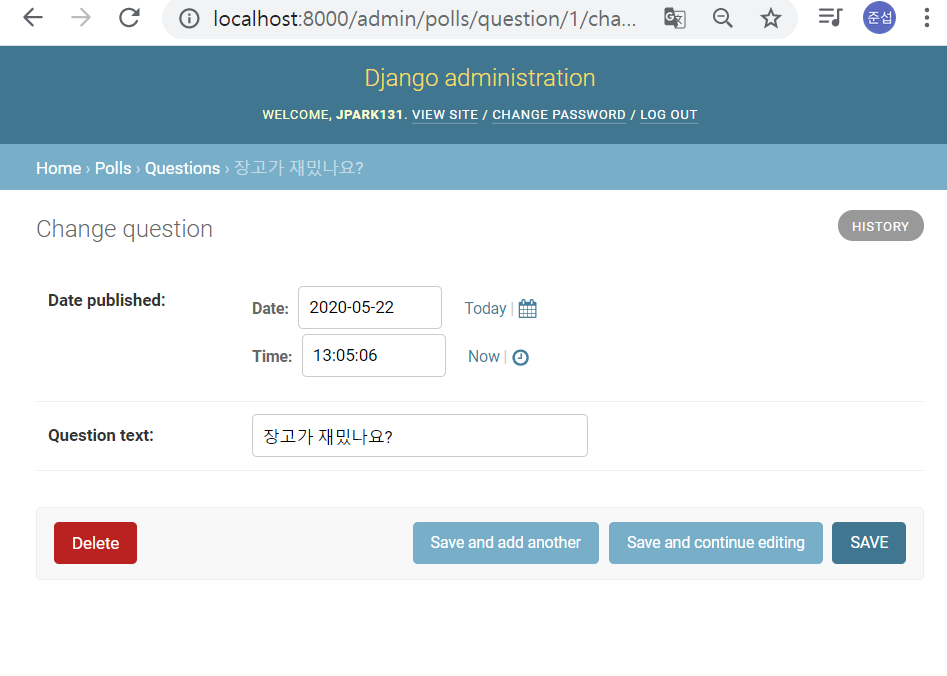 localhost:8000/admin/polls/question/1/cha...
준섭
Django administration
WELCOME, JPARK131. VIEW SITE / CHANGE PASSWORD / LOG OUT
Home › Polls › Questions › 장고가 재밌나요?
Change question
HISTORY
Date published:
Date: 2020-05-22 Today |
Time: 13:05:06 Now |
Question text: 장고가 재밌나요?
Delete Save and add another Save and continue editing SAVE